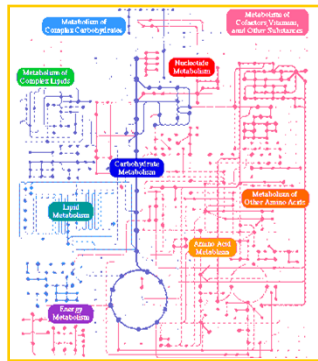 Metabolism of
Complex Carbohydrates
Metabolism of
Cofactors, Vitamins,
and Other Substances
Nucleotide
Metabolism
Metabolism of
Complex Lipids
Carbohydrate
Metabolism
Metabolism of
Other Amino Acids
Lipid
Metabolism
Amino Acid
Metabolism
Energy
Metabolism